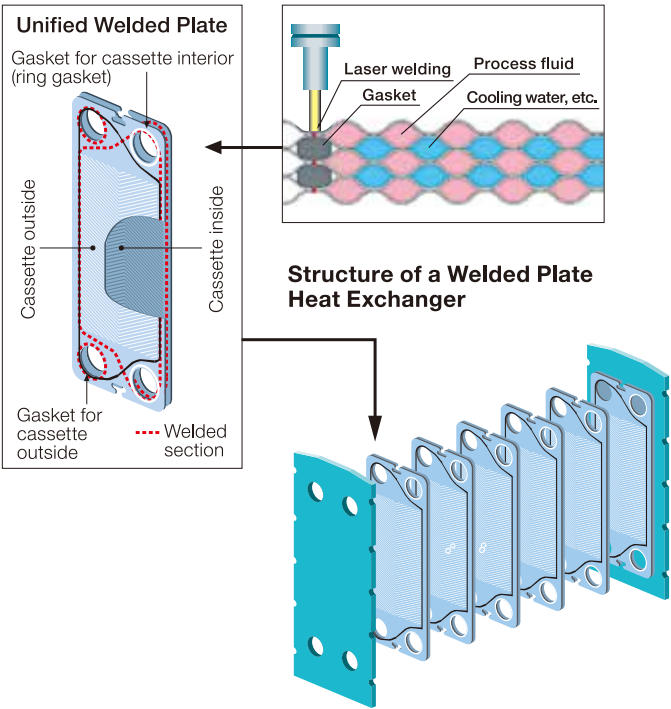 Unified Welded Plate
Gasket for cassette interior
(ring gasket)
Cassette outside
Cassette inside
Gasket for
cassette
outside
Welded
section
Laser welding
Gasket
Process fluid
Cooling water, etc.
Structure of a Welded Plate
Heat Exchanger